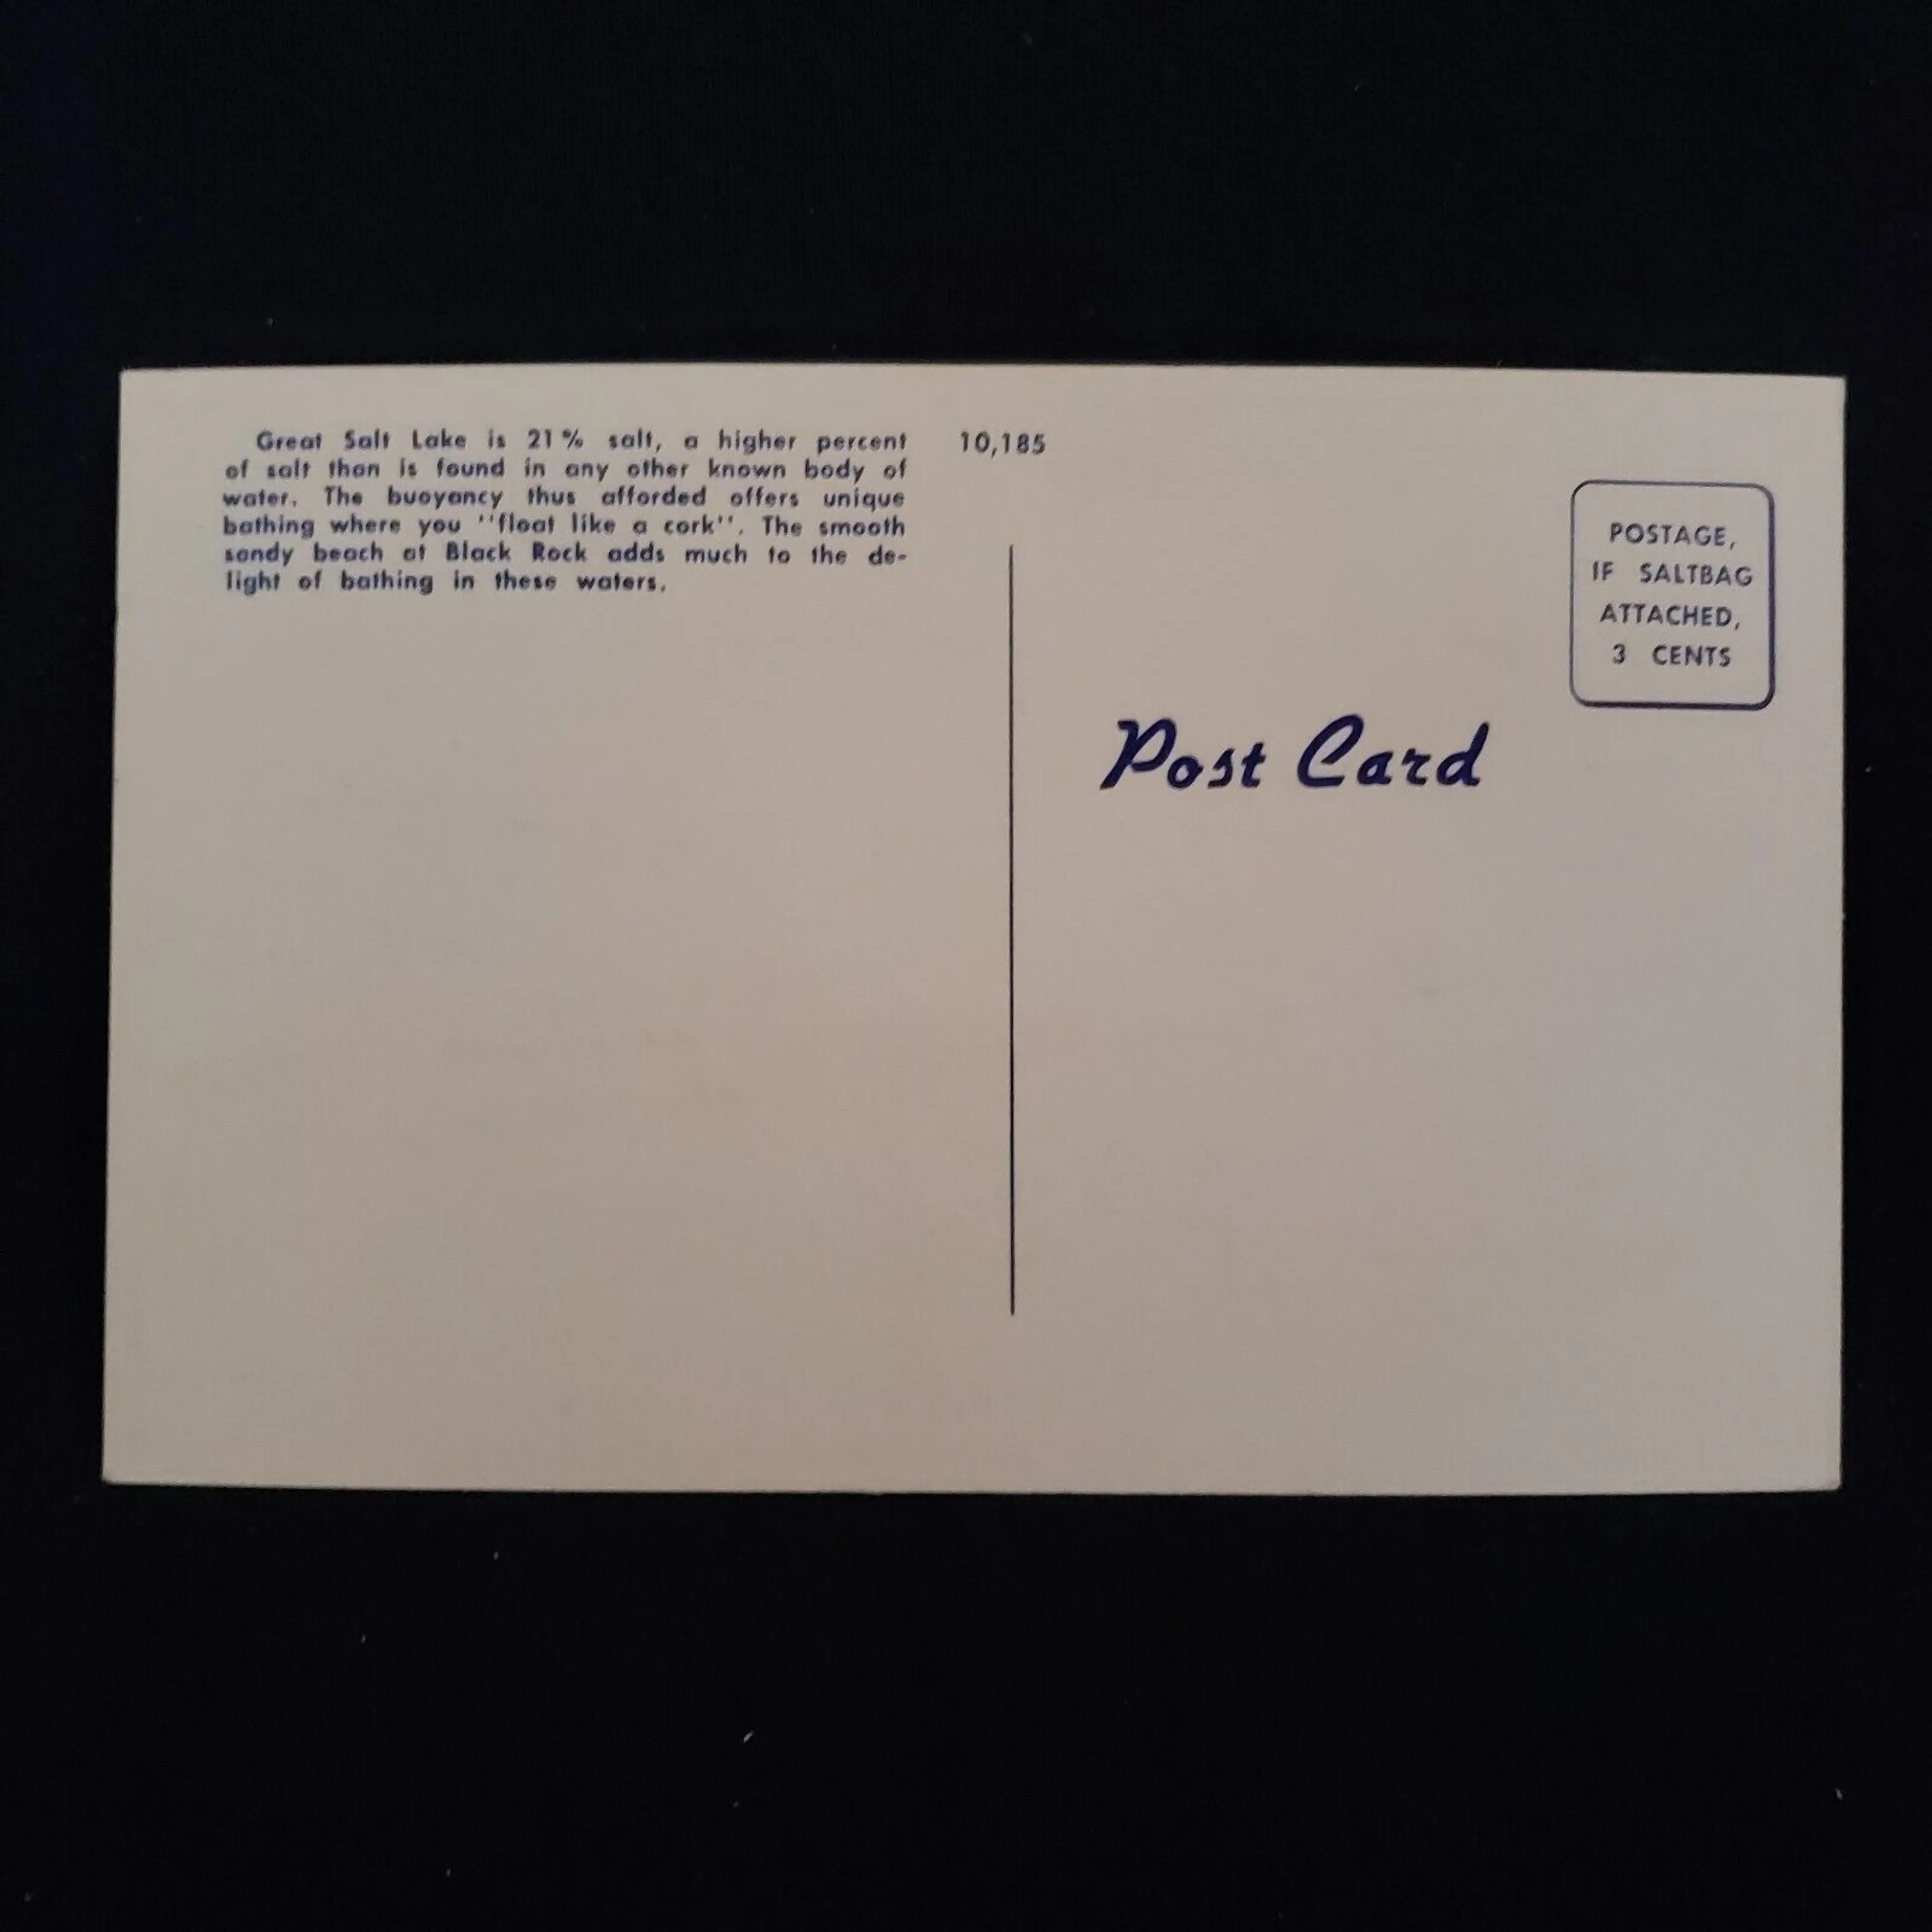 Great Salt Lake is 21% salt, a higher percent
of salt than is found in any other known body of
water. The buoyancy thus afforded offers unique
bathing where you "float like a cork". The smooth
sandy beach at Black Rock adds much to the de-
light of bathing in these waters.
10,185
POSTAGE,
IF SALTBAG
ATTACHED,
3 CENTS
Post Card